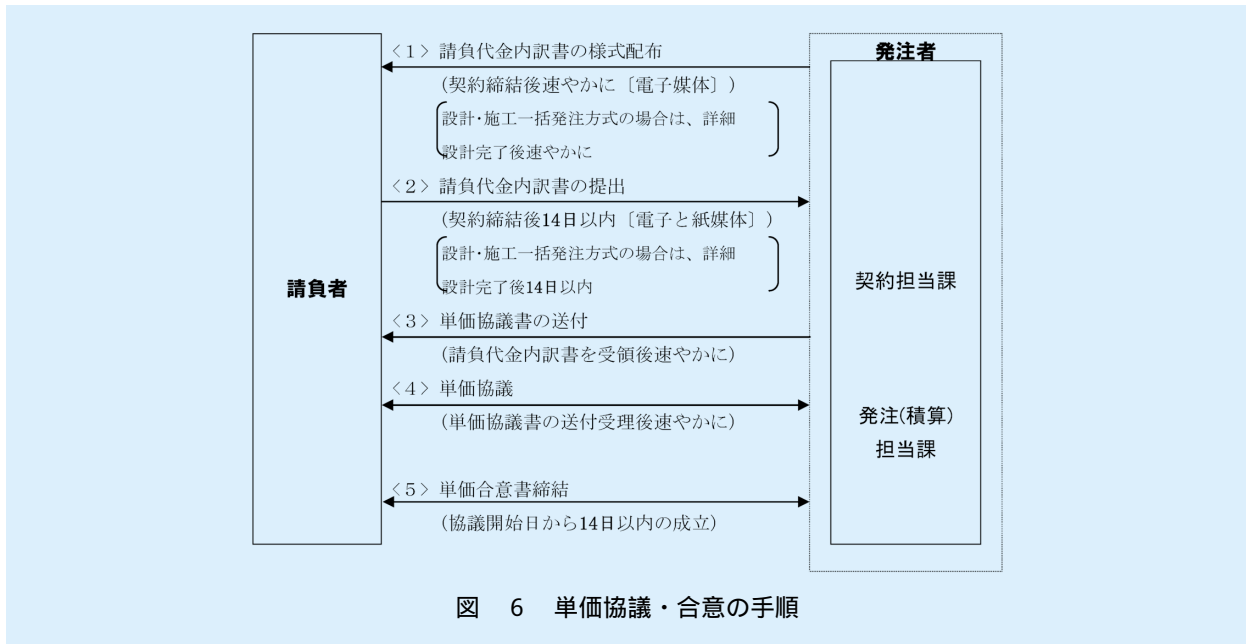 発注者
〈１〉請負代金内訳書の様式配布
(契約締結後速やかに〔電子媒体〕)
設計･施工一括発注方式の場合は、詳細
設計完了後速やかに
〈２〉請負代金内訳書の提出
(契約締結後14日以内〔電子と紙媒体〕)
設計･施工一括発注方式の場合は、詳細
設計完了後14日以内
請負者
契約担当課
〈３〉単価協議書の送付
(請負代金内訳書を受領後速やかに)
〈４〉単価協議
(単価協議書の送付受理後速やかに)
発注(積算)
担当課
〈５〉単価合意書締結
(協議開始日から14日以内の成立)
図 6 単価協議・合意の手順